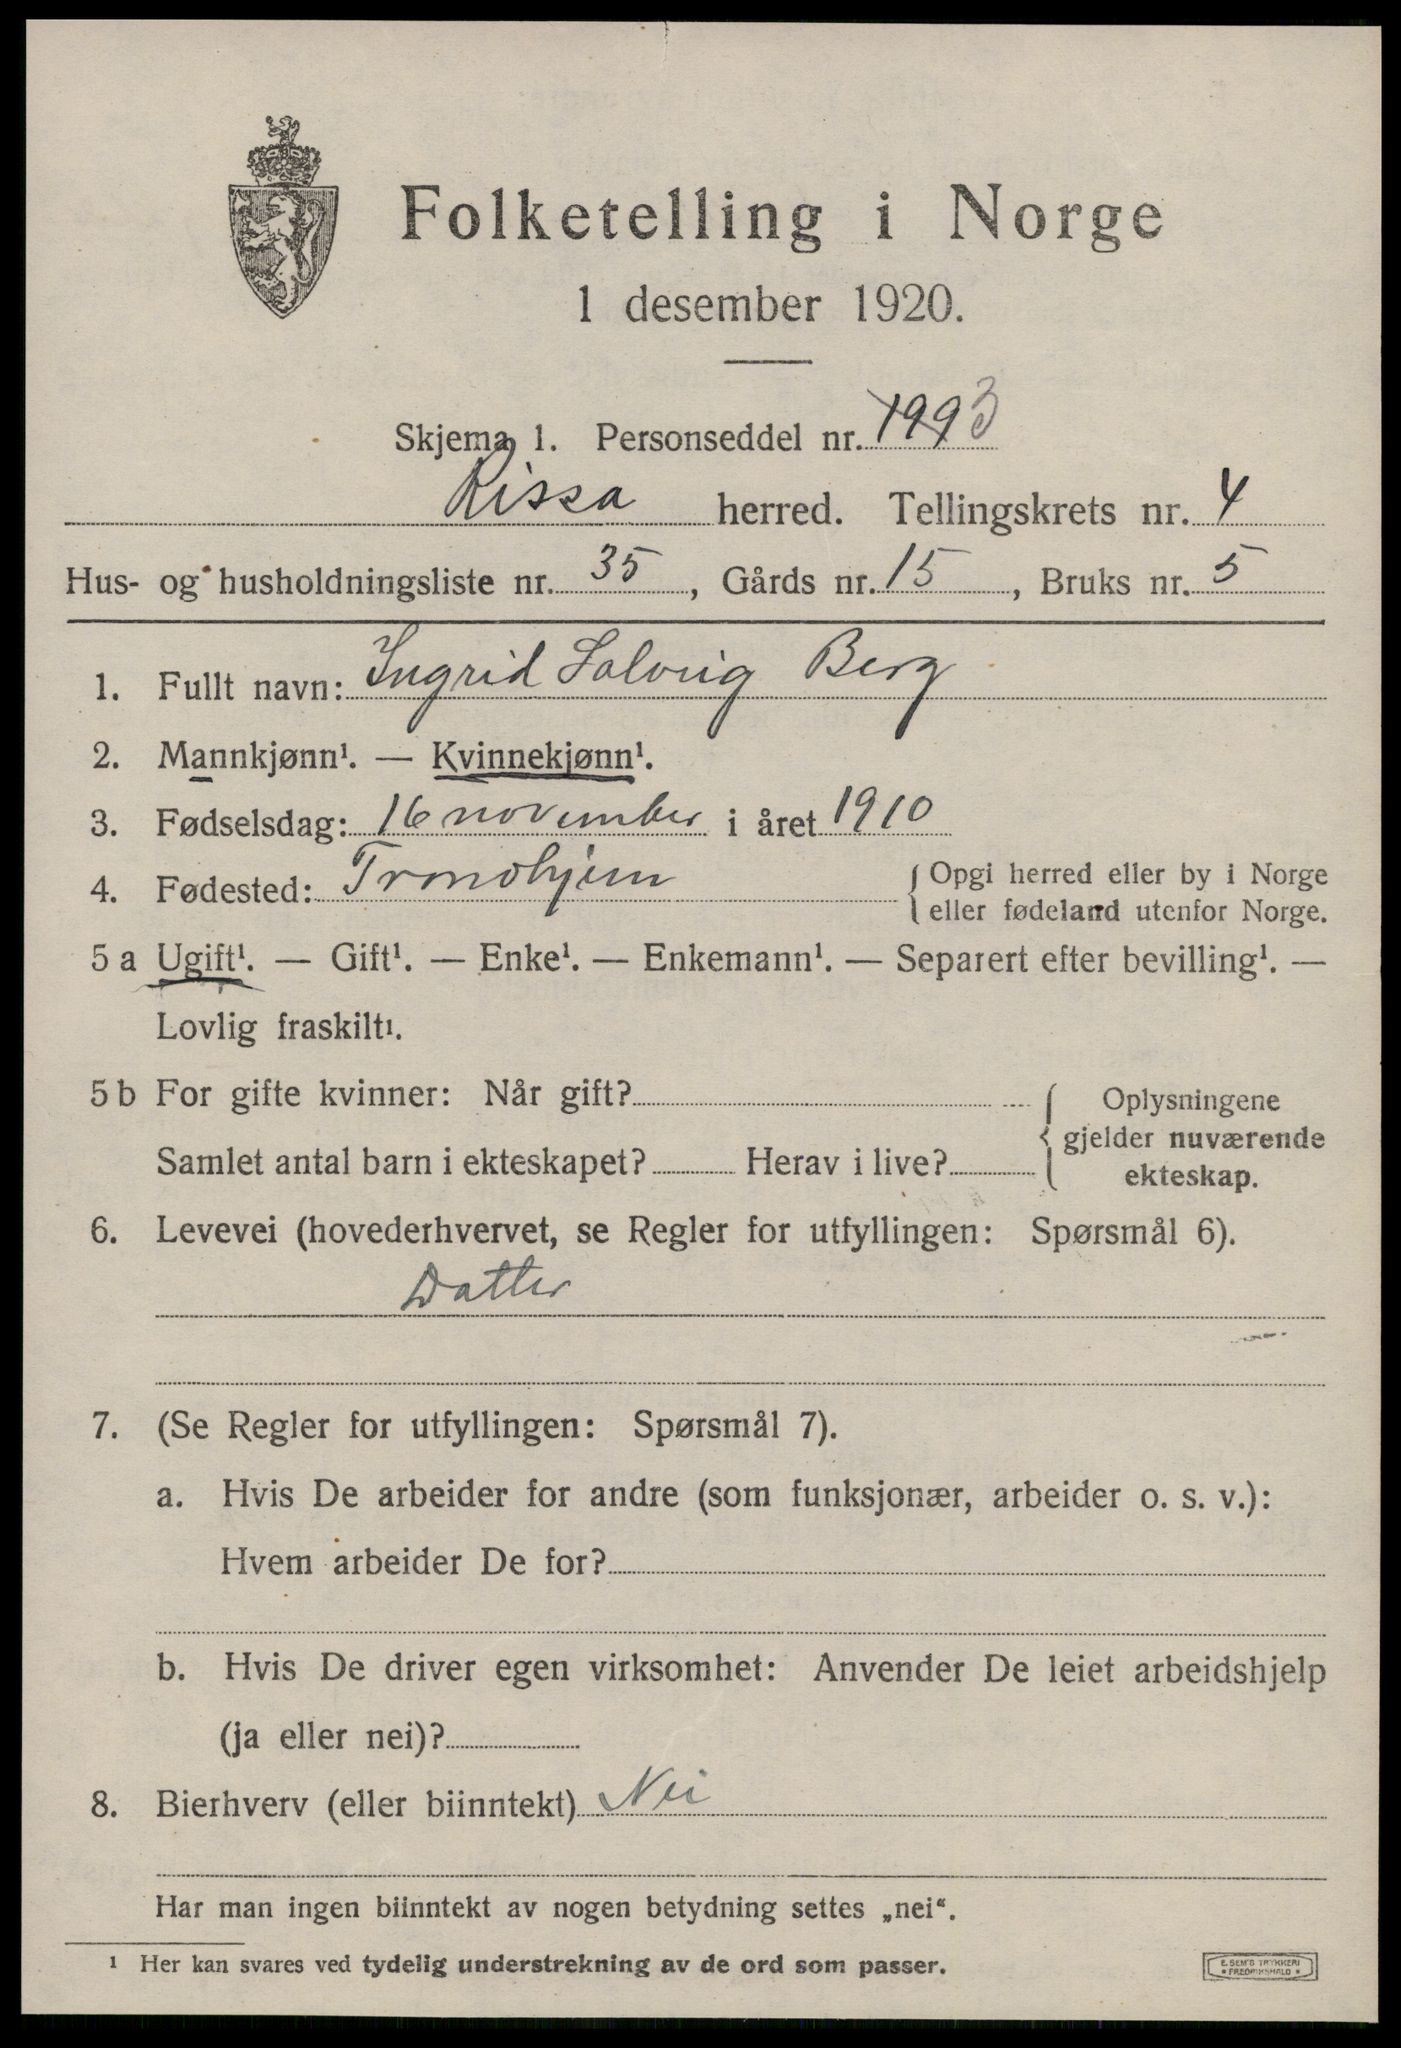 Folketelling i Norge
1 desember 1920.
Skjema 1. Personseddel nr. 1993
Rissa herred. Tellingskrets nr. 4
Hus- og husholdningsliste nr. 35, Gårds nr. 15, Bruks nr. 5
1. Fullt navn: Ingrid Solveig Berg
2. Mannkjønn¹. — Kvinnekjønn¹.
3. Fødselsdag: 16 november i året 1910
4. Fødested: Trondhjem { Opgi herred eller by i Norge
eller fødeland utenfor Norge.
5 a Ugift¹. — Gift¹. — Enke¹. — Enkemann¹. — Separert efter bevilling¹. —
Lovlig fraskilt¹.
5 b For gifte kvinner: Når gift? { Oplysningene
gjelder nuværende
Samlet antal barn i ekteskapet? Herav i live?
ekteskap.
6. Levevei (hovederhvervet, se Regler for utfyllingen: Spørsmål 6).
Datter
7. (Se Regler for utfyllingen: Spørsmål 7).
a. Hvis De arbeider for andre (som funksjonær, arbeider o. s. v.):
Hvem arbeider De for?
b. Hvis De driver egen virksomhet: Anvender De leiet arbeidshjelp
(ja eller nei)?
8. Bierhverv (eller biinntekt) Nei
Har man ingen biinntekt av nogen betydning settes „nei“.
¹ Her kan svares ved tydelig understrekning av de ord som passer.
E. SEM'S TRYKKERI
* FREDRIKSHALD *